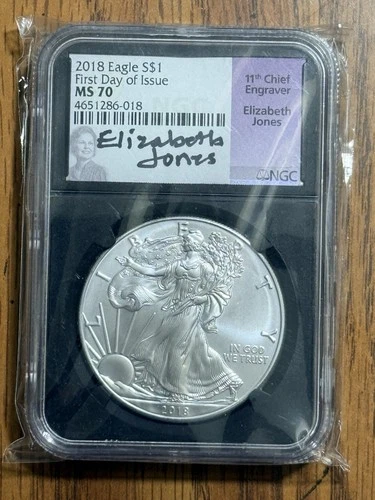 2018 Eagle S$1
First Day of Issue
MS 70
4651286-018
11th Chief
Engraver
Elizabeth
Jones
NGC
Elizabeth
Jones
LIBERTY
IN GOD
WE TRUST
2018